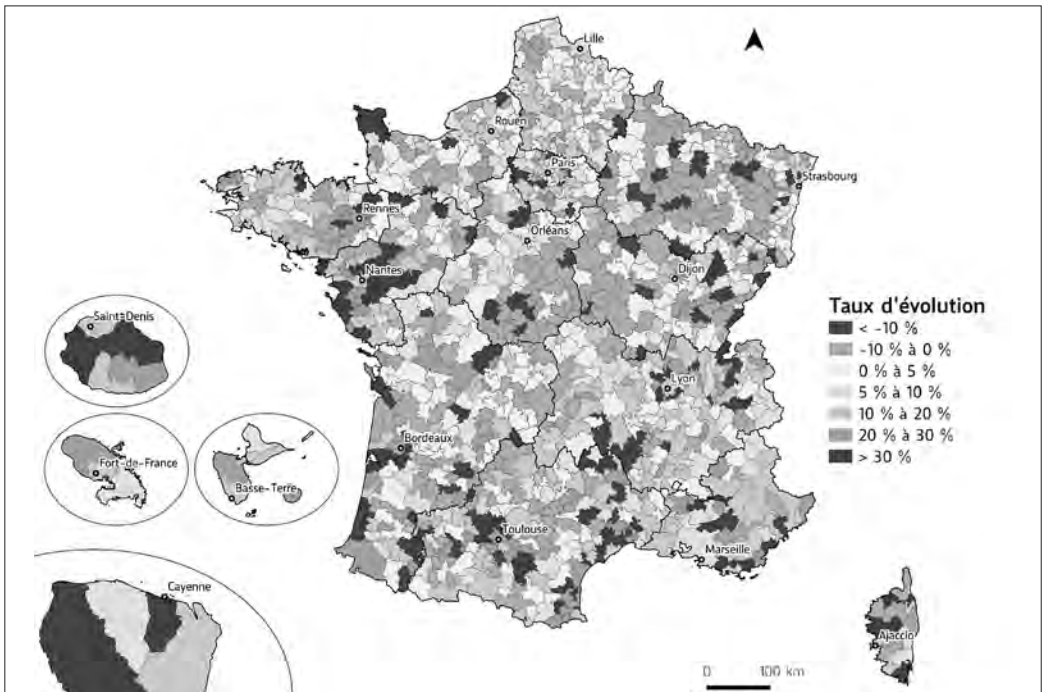 Lille
Rouen
Paris
Strasbourg
Rennes
Orléans
Nantes
Dijon
Saint-Denis
Taux d'évolution
< -10 %
-10 % à 0 %
0 % à 5 %
5 % à 10 %
10 % à 20 %
20 % à 30 %
> 30 %
Lyon
Bordeaux
Fort-de-France
Basse-Terre
Toulouse
Marseille
Cayenne
Ajaccio
0 100 km